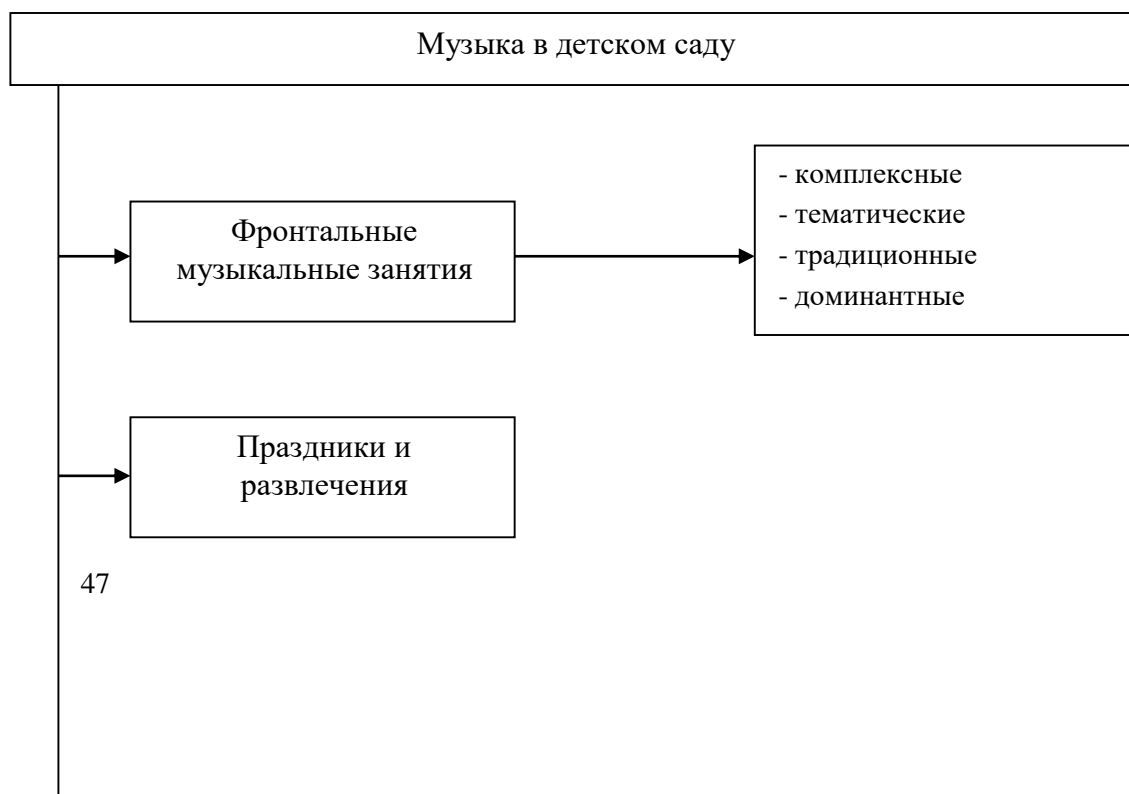 Музыка в детском саду
Фронтальные
музыкальные занятия
- комплексные
- тематические
- традиционные
- доминантные
Праздники и
развлечения
47